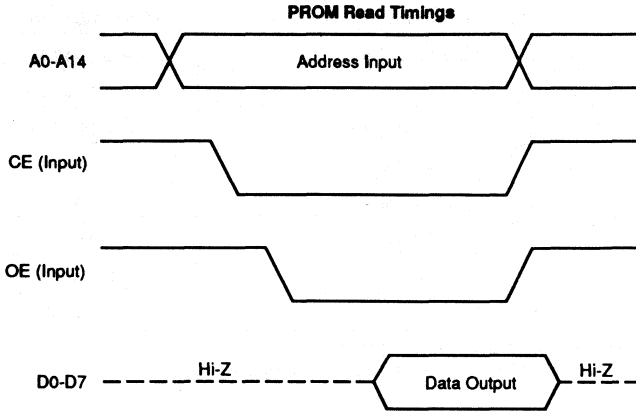 PROM Read Timings
A0-A14
Address Input
CE (Input)
OE (Input)
D0-D7
Hi-Z
Data Output
Hi-Z